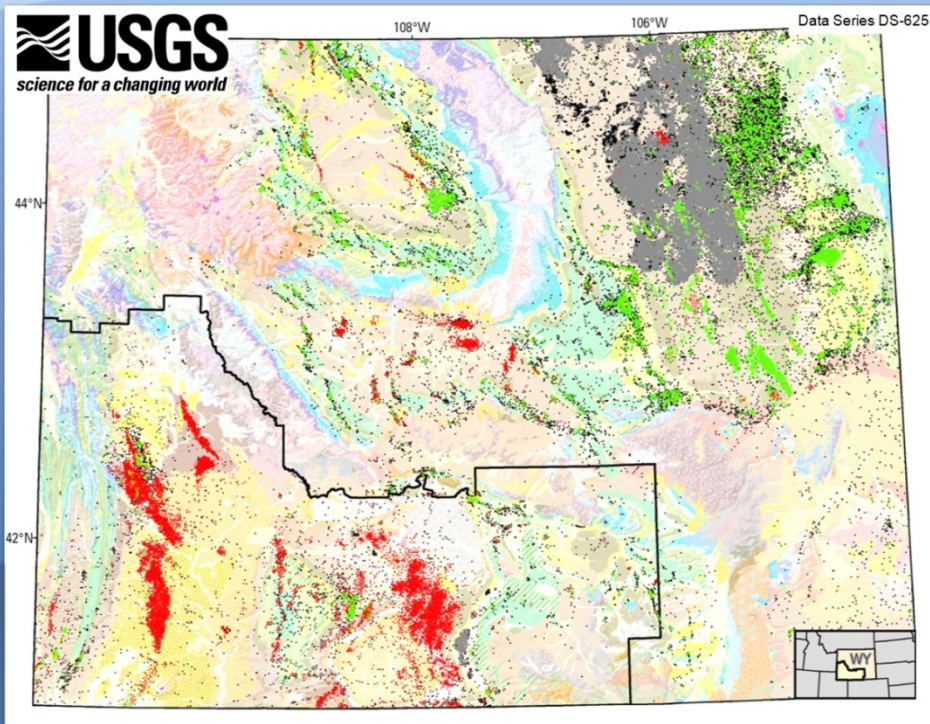 108°W
106°W
Data Series DS-625
USGS
science for a changing world
44°N
42°N
WY